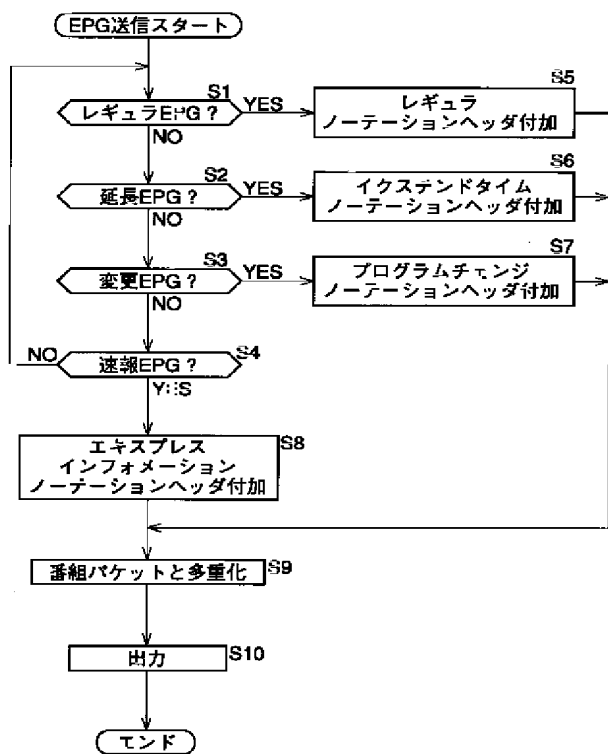 EPG送信スタート
S1
レギュラEPG？
YES
NO
S5
レギュラ
ノーテーションヘッダ付加
S2
延長EPG？
YES
NO
S6
イクステンドタイム
ノーテーションヘッダ付加
S3
変更EPG？
YES
NO
S7
プログラムチェンジ
ノーテーションヘッダ付加
NO
S4
速報EPG？
YES
S8
エキスプレス
インフォメーション
ノーテーションヘッダ付加
番組パケットと多重化
S9
出力
S10
エンド